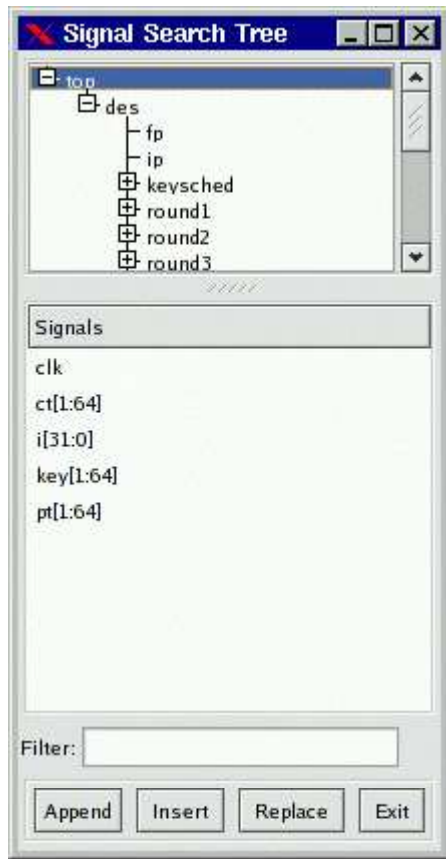 Signal Search Tree
top
des
fp
ip
keysched
round1
round2
round3
Signals
clk
ct[1:64]
i[31:0]
key[1:64]
pt[1:64]
Filter:
Append Insert Replace Exit